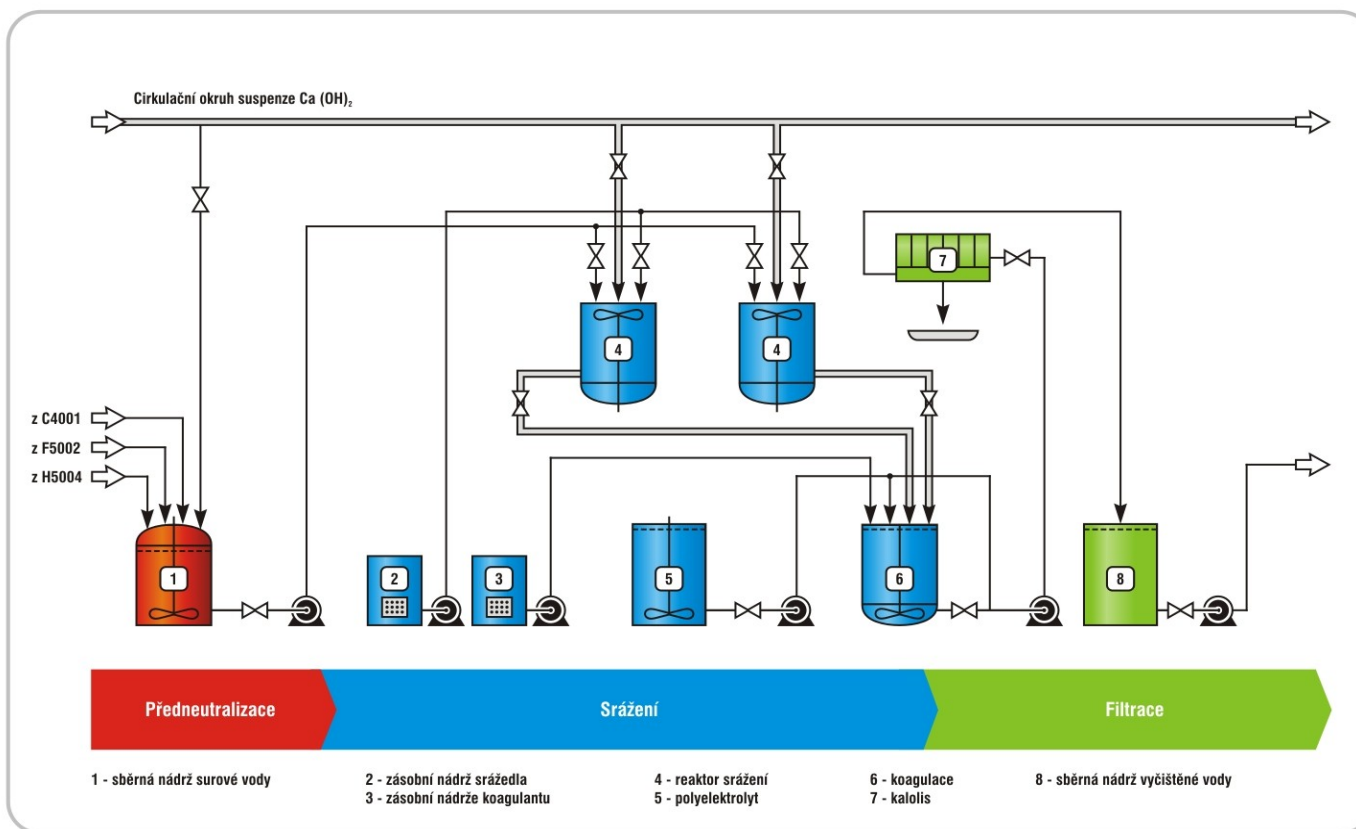 Cirkulační okruh suspenze Ca (OH)₂
7
4
4
z C4001
z F5002
z H5004
1
2
3
5
6
8
Předneutralizace
Srážení
Filtrace
1 - sběrná nádrž surové vody
2 - zásobní nádrž srážedla
3 - zásobní nádrže koagulantu
4 - reaktor srážení
5 - polyelektrolyt
6 - koagulace
7 - kalolis
8 - sběrná nádrž vyčištěné vody